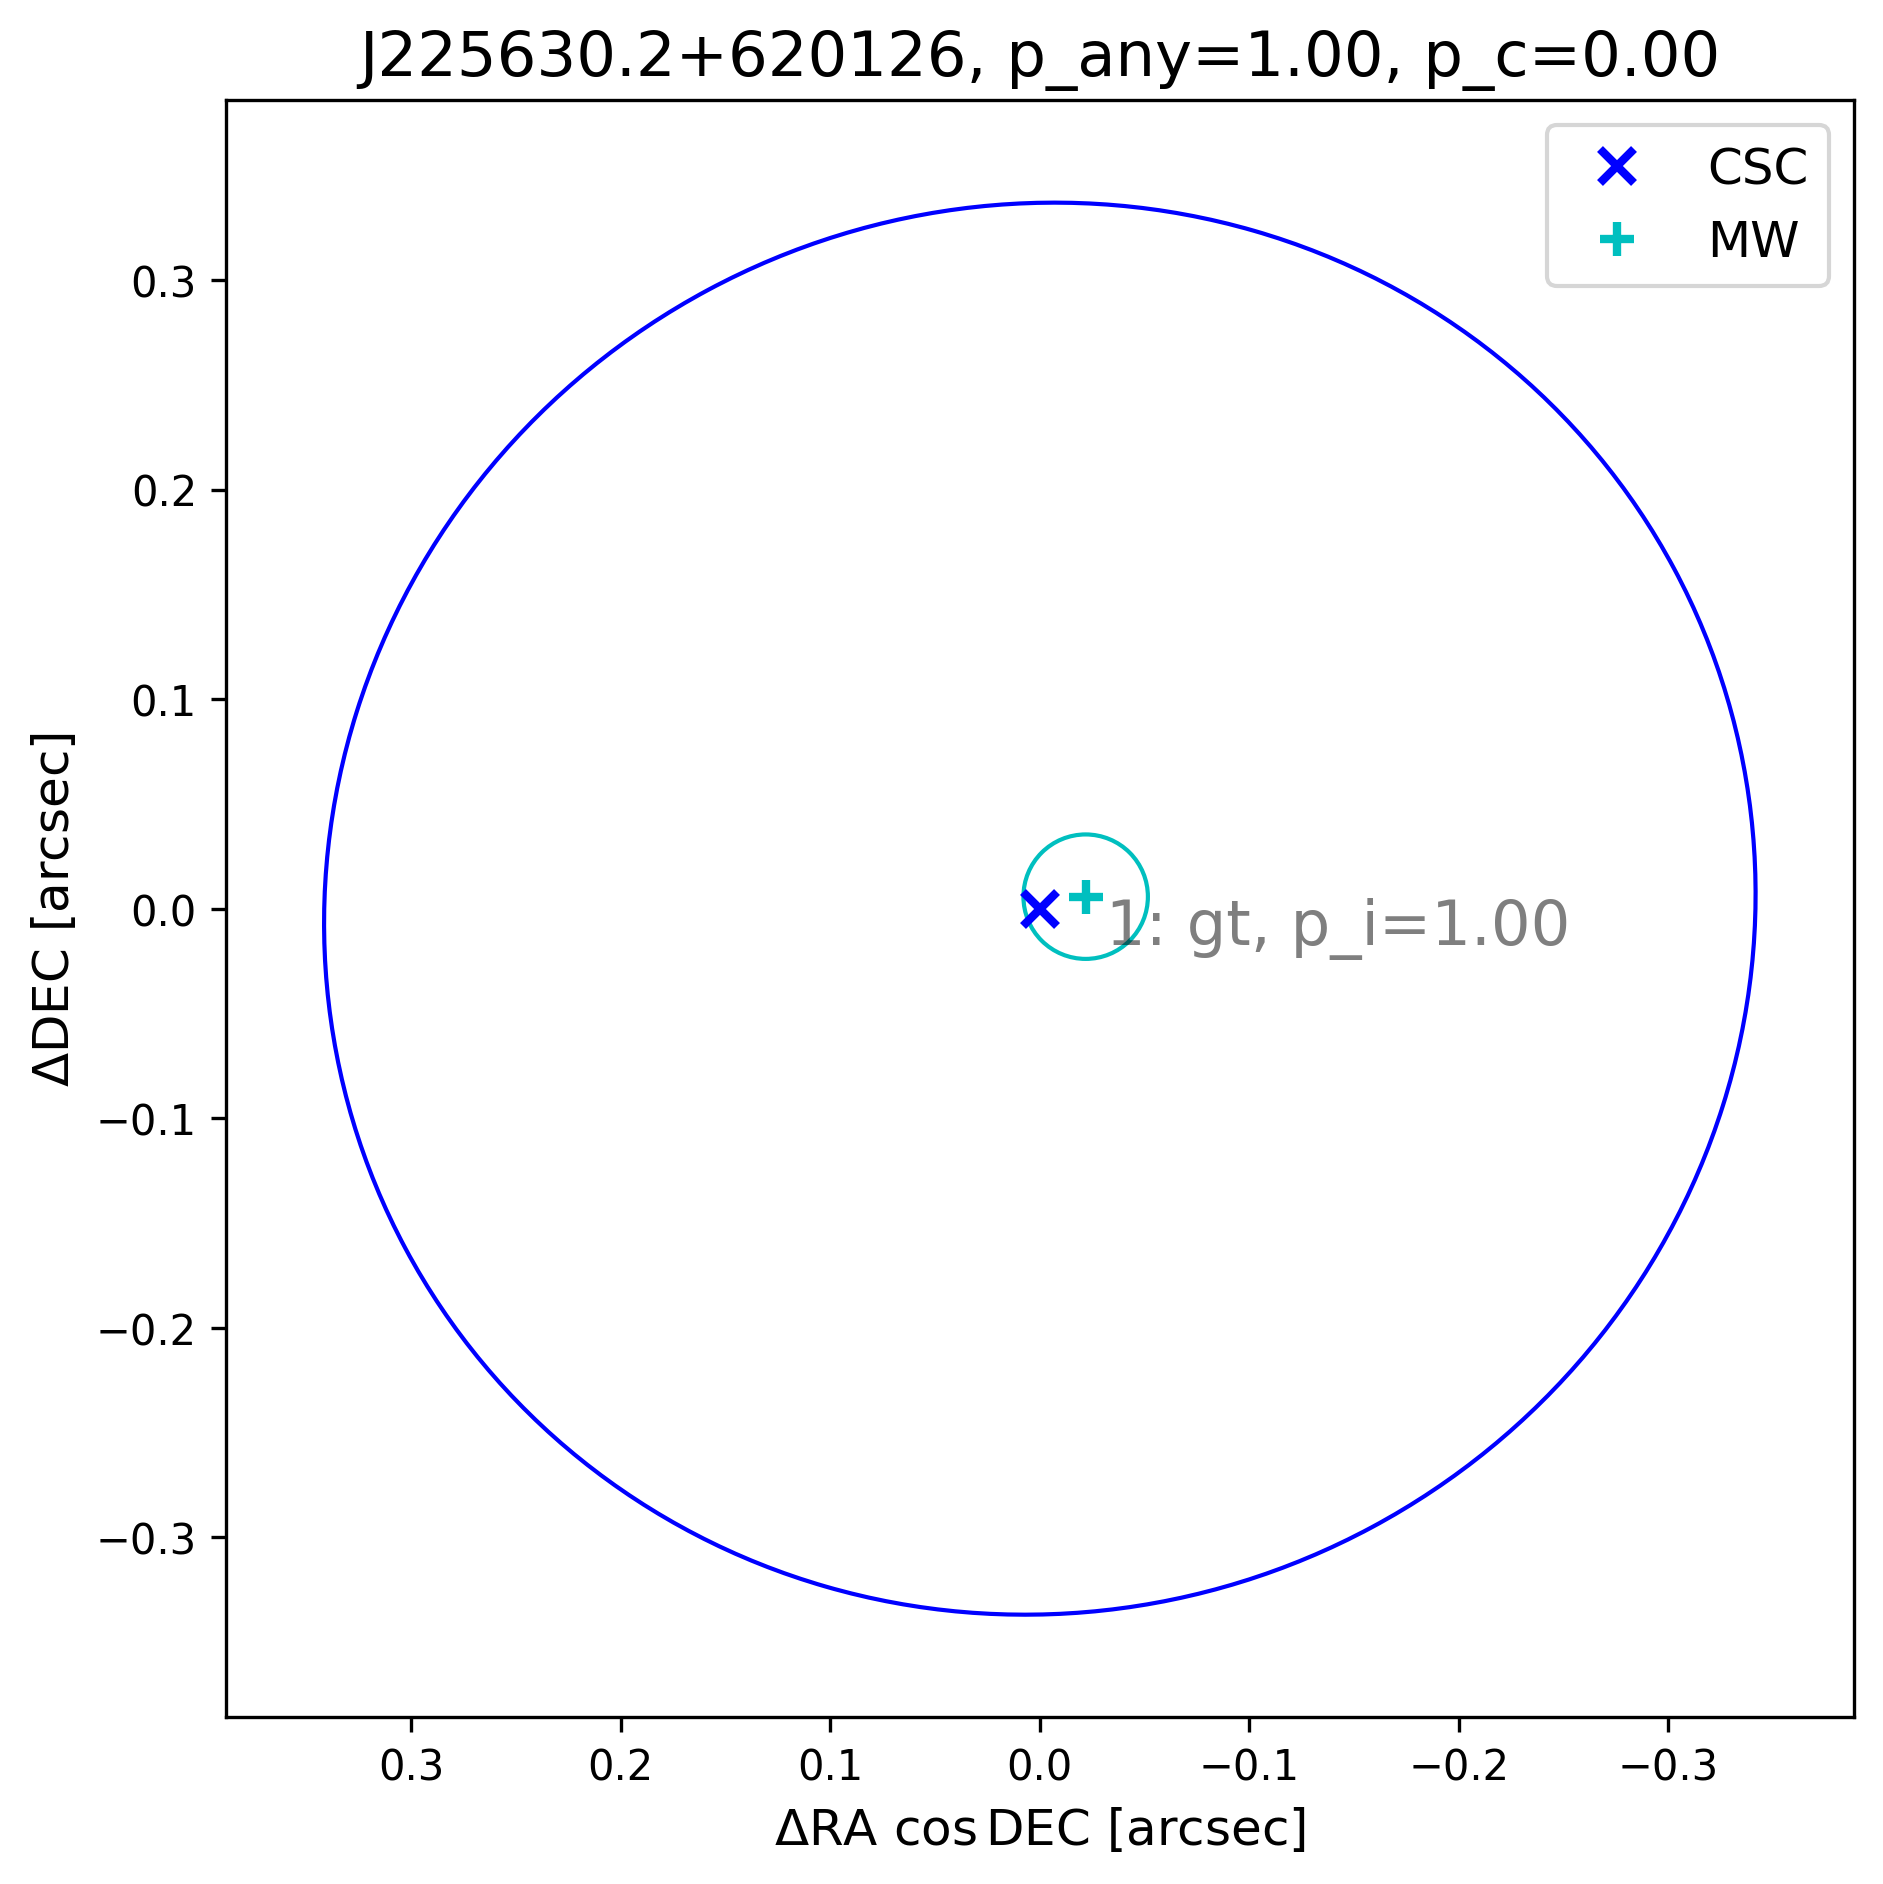 J225630.2+620126, p_any=1.00, p_c=0.00
CSC
MW
0.3
0.2
0.1
0.0
−0.1
−0.2
−0.3
ΔDEC [arcsec]
1: gt, p_i=1.00
0.3
0.2
0.1
0.0
−0.1
−0.2
−0.3
ΔRA cos DEC [arcsec]